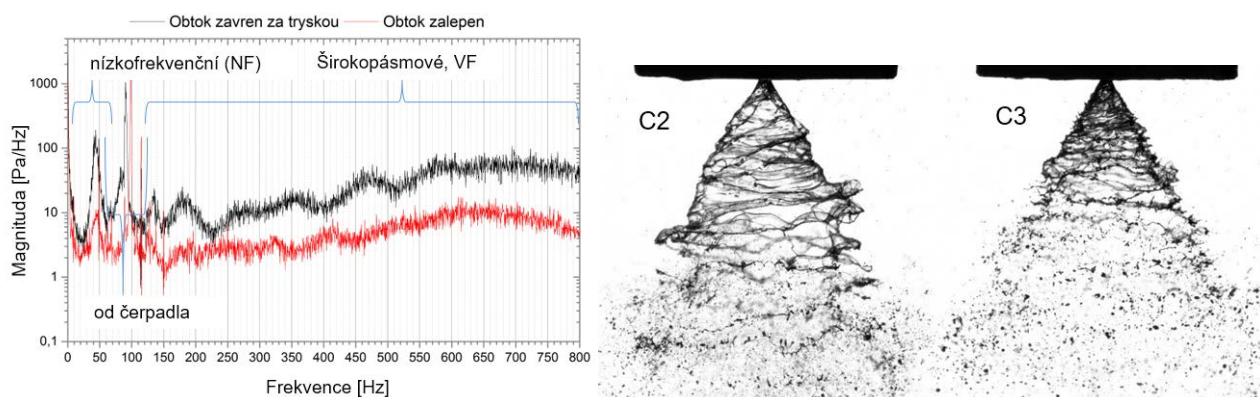 Obtok zavren za tryskou Obtok zalepen
nízkofrekvenční (NF) Širokopásmové, VF
1000
100
10
1
0,1
Magnituda [Pa/Hz]
od čerpadla
0 50 100 150 200 250 300 350 400 450 500 550 600 650 700 750 800
Frekvence [Hz]
C2 C3